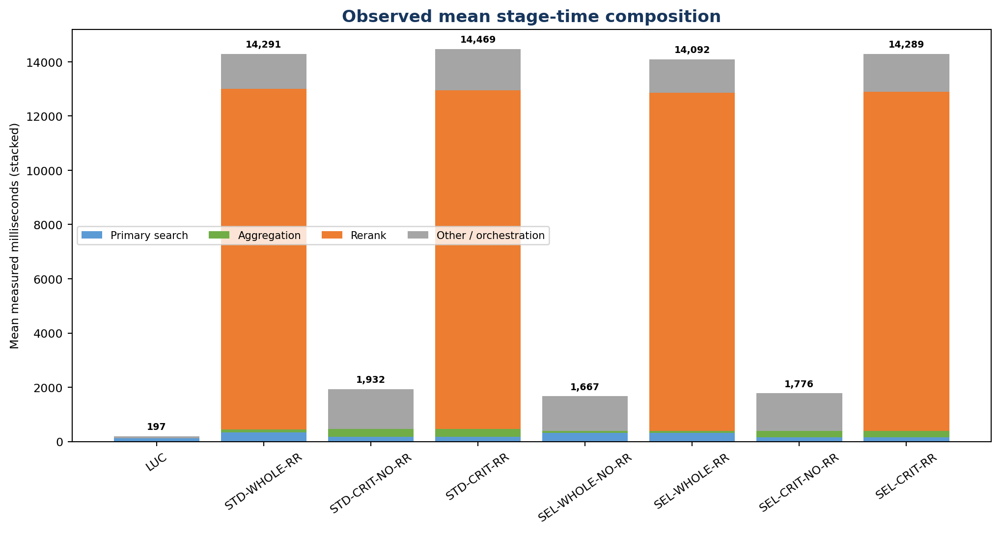 Observed mean stage-time composition
Mean measured milliseconds (stacked)
14000
12000
10000
8000
6000
4000
2000
0
197
14,291
1,932
14,469
1,667
14,092
1,776
14,289
Primary search
Aggregation
Rerank
Other / orchestration
LUC
STD-WHOLE-RR
STD-CRIT-NO-RR
STD-CRIT-RR
SEL-WHOLE-NO-RR
SEL-WHOLE-RR
SEL-CRIT-NO-RR
SEL-CRIT-RR